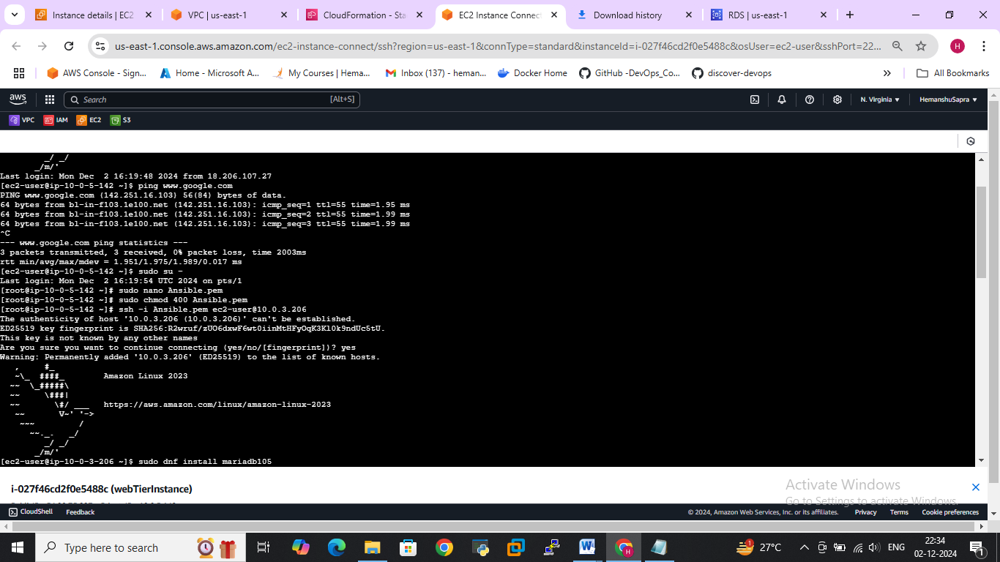 Instance details | EC2
VPC | us-east-1
CloudFormation - Sta
EC2 Instance Connect
Download history
RDS | us-east-1
us-east-1.console.aws.amazon.com/ec2-instance-connect/ssh?region=us-east-1&connType=standard&instanceId=i-027f46cd2f0e5488c&osUser=ec2-user&sshPort=22...
H
AWS Console - Sign...
Home - Microsoft A...
My Courses | Hema...
Inbox (137) - heman...
Docker Home
GitHub -DevOps_Co...
discover-devops
All Bookmarks
aws
Search
[Alt+S]
N. Virginia
HemanshuSapra
VPC
IAM
EC2
S3
_/ _/
_/m/'
Last login: Mon Dec  2 16:19:48 2024 from 18.206.107.27
[ec2-user@ip-10-0-5-142 ~]$ ping www.google.com
PING www.google.com (142.251.16.103) 56(84) bytes of data.
64 bytes from bl-in-f103.1e100.net (142.251.16.103): icmp_seq=1 ttl=55 time=1.95 ms
64 bytes from bl-in-f103.1e100.net (142.251.16.103): icmp_seq=2 ttl=55 time=1.99 ms
64 bytes from bl-in-f103.1e100.net (142.251.16.103): icmp_seq=3 ttl=55 time=1.99 ms
^C
--- www.google.com ping statistics ---
3 packets transmitted, 3 received, 0% packet loss, time 2003ms
rtt min/avg/max/mdev = 1.951/1.975/1.989/0.017 ms
[ec2-user@ip-10-0-5-142 ~]$ sudo su -
Last login: Mon Dec  2 16:19:54 UTC 2024 on pts/1
[root@ip-10-0-5-142 ~]# sudo nano Ansible.pem
[root@ip-10-0-5-142 ~]# sudo chmod 400 Ansible.pem
[root@ip-10-0-5-142 ~]# ssh -i Ansible.pem ec2-user@10.0.3.206
The authenticity of host '10.0.3.206 (10.0.3.206)' can't be established.
ED25519 key fingerprint is SHA256:R2wruf/zUO6dxwF6wt0iinMtHFyOqK3Kl0k9ndUc5tU.
This key is not known by any other names
Are you sure you want to continue connecting (yes/no/[fingerprint])? yes
Warning: Permanently added '10.0.3.206' (ED25519) to the list of known hosts.
,     #_
~\_  ####_        Amazon Linux 2023
~~  \_#####\
~~     \###|
~~       \#/ ___   https://aws.amazon.com/linux/amazon-linux-2023
~~       V~' '->
~~~         /
~~._.   _/
_/ _/
_/m/'
[ec2-user@ip-10-0-3-206 ~]$ sudo dnf install mariadb105
i-027f46cd2f0e5488c (webTierInstance)
Activate Windows
Go to Settings to activate Windows.
CloudShell
Feedback
© 2024, Amazon Web Services, Inc. or its affiliates.
Privacy
Terms
Cookie preferences
Type here to search
27°C
ENG
22:34
02-12-2024
1